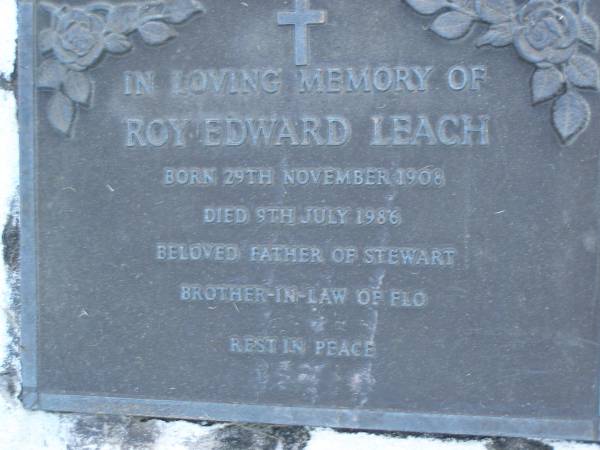 IN LOVING MEMORY OF
ROY EDWARD LEACH
BORN 29TH NOVEMBER 1908
DIED 9TH JULY 1986
BELOVED FATHER OF STEWART
BROTHER-IN-LAW OF FLO
REST IN PEACE